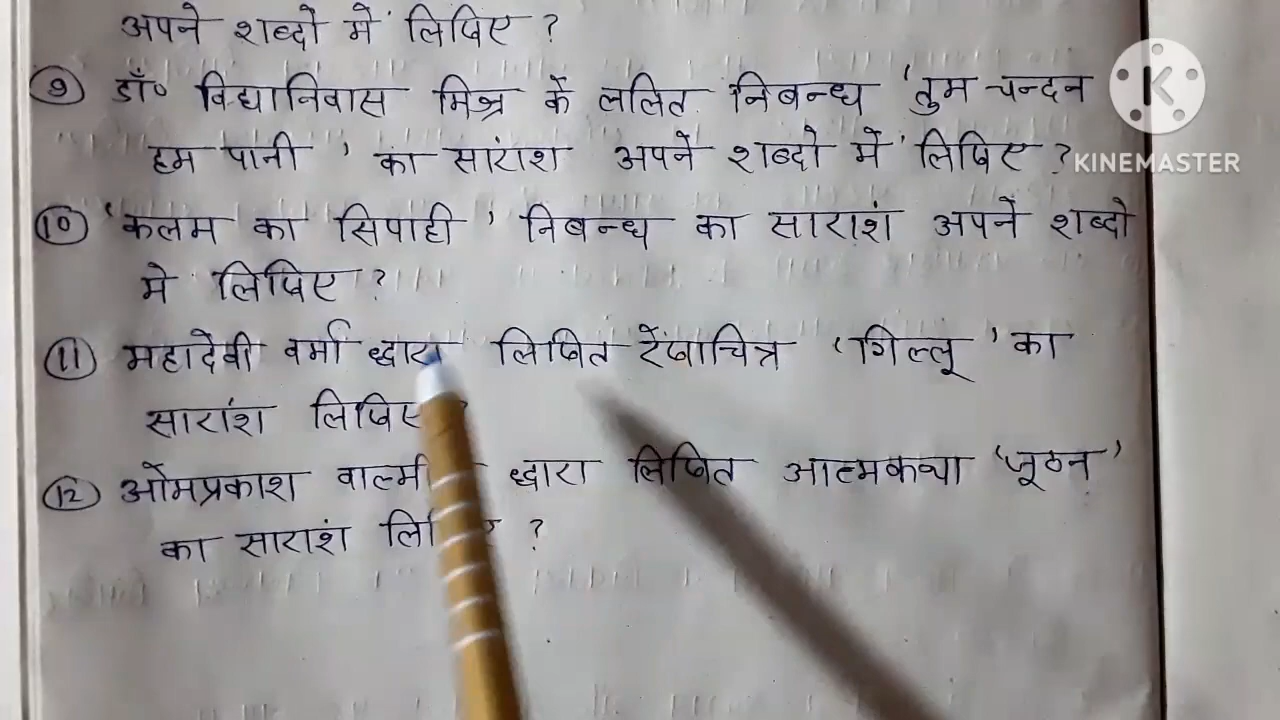 अपने शब्दो में लिखिए ?
9 डाँ० विद्यानिवास मिश्र के ललित निबन्ध 'तुम चन्दन
हम पानी ' का सारांश अपने शब्दो में लिखिए ?
10 'कलम का सिपाही ' निबन्ध का साराशं अपने शब्दो
मे लिखिए ?
11 महादेवी वर्मा द्धारा लिखित रेंखाचित्र 'गिल्लू ' का
सारांश लिखिए ?
12 ओमप्रकाश द्धारा लिखित आत्मकथा 'जूठन'
का साराशं ?
KINEMASTER